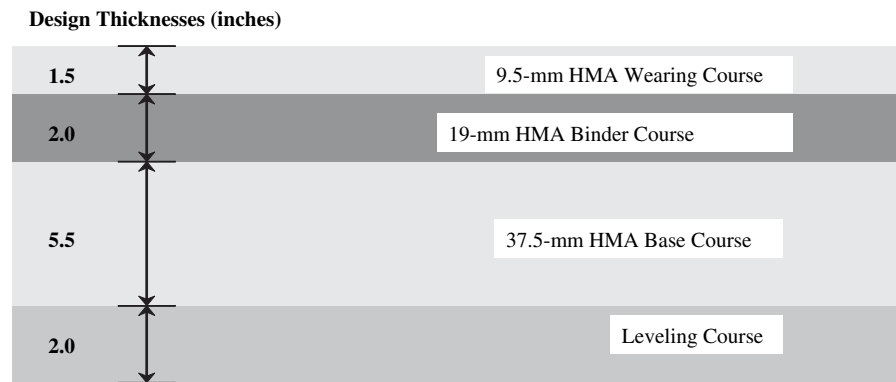 Design Thicknesses (inches)
1.5
9.5-mm HMA Wearing Course
2.0
19-mm HMA Binder Course
5.5
37.5-mm HMA Base Course
2.0
Leveling Course